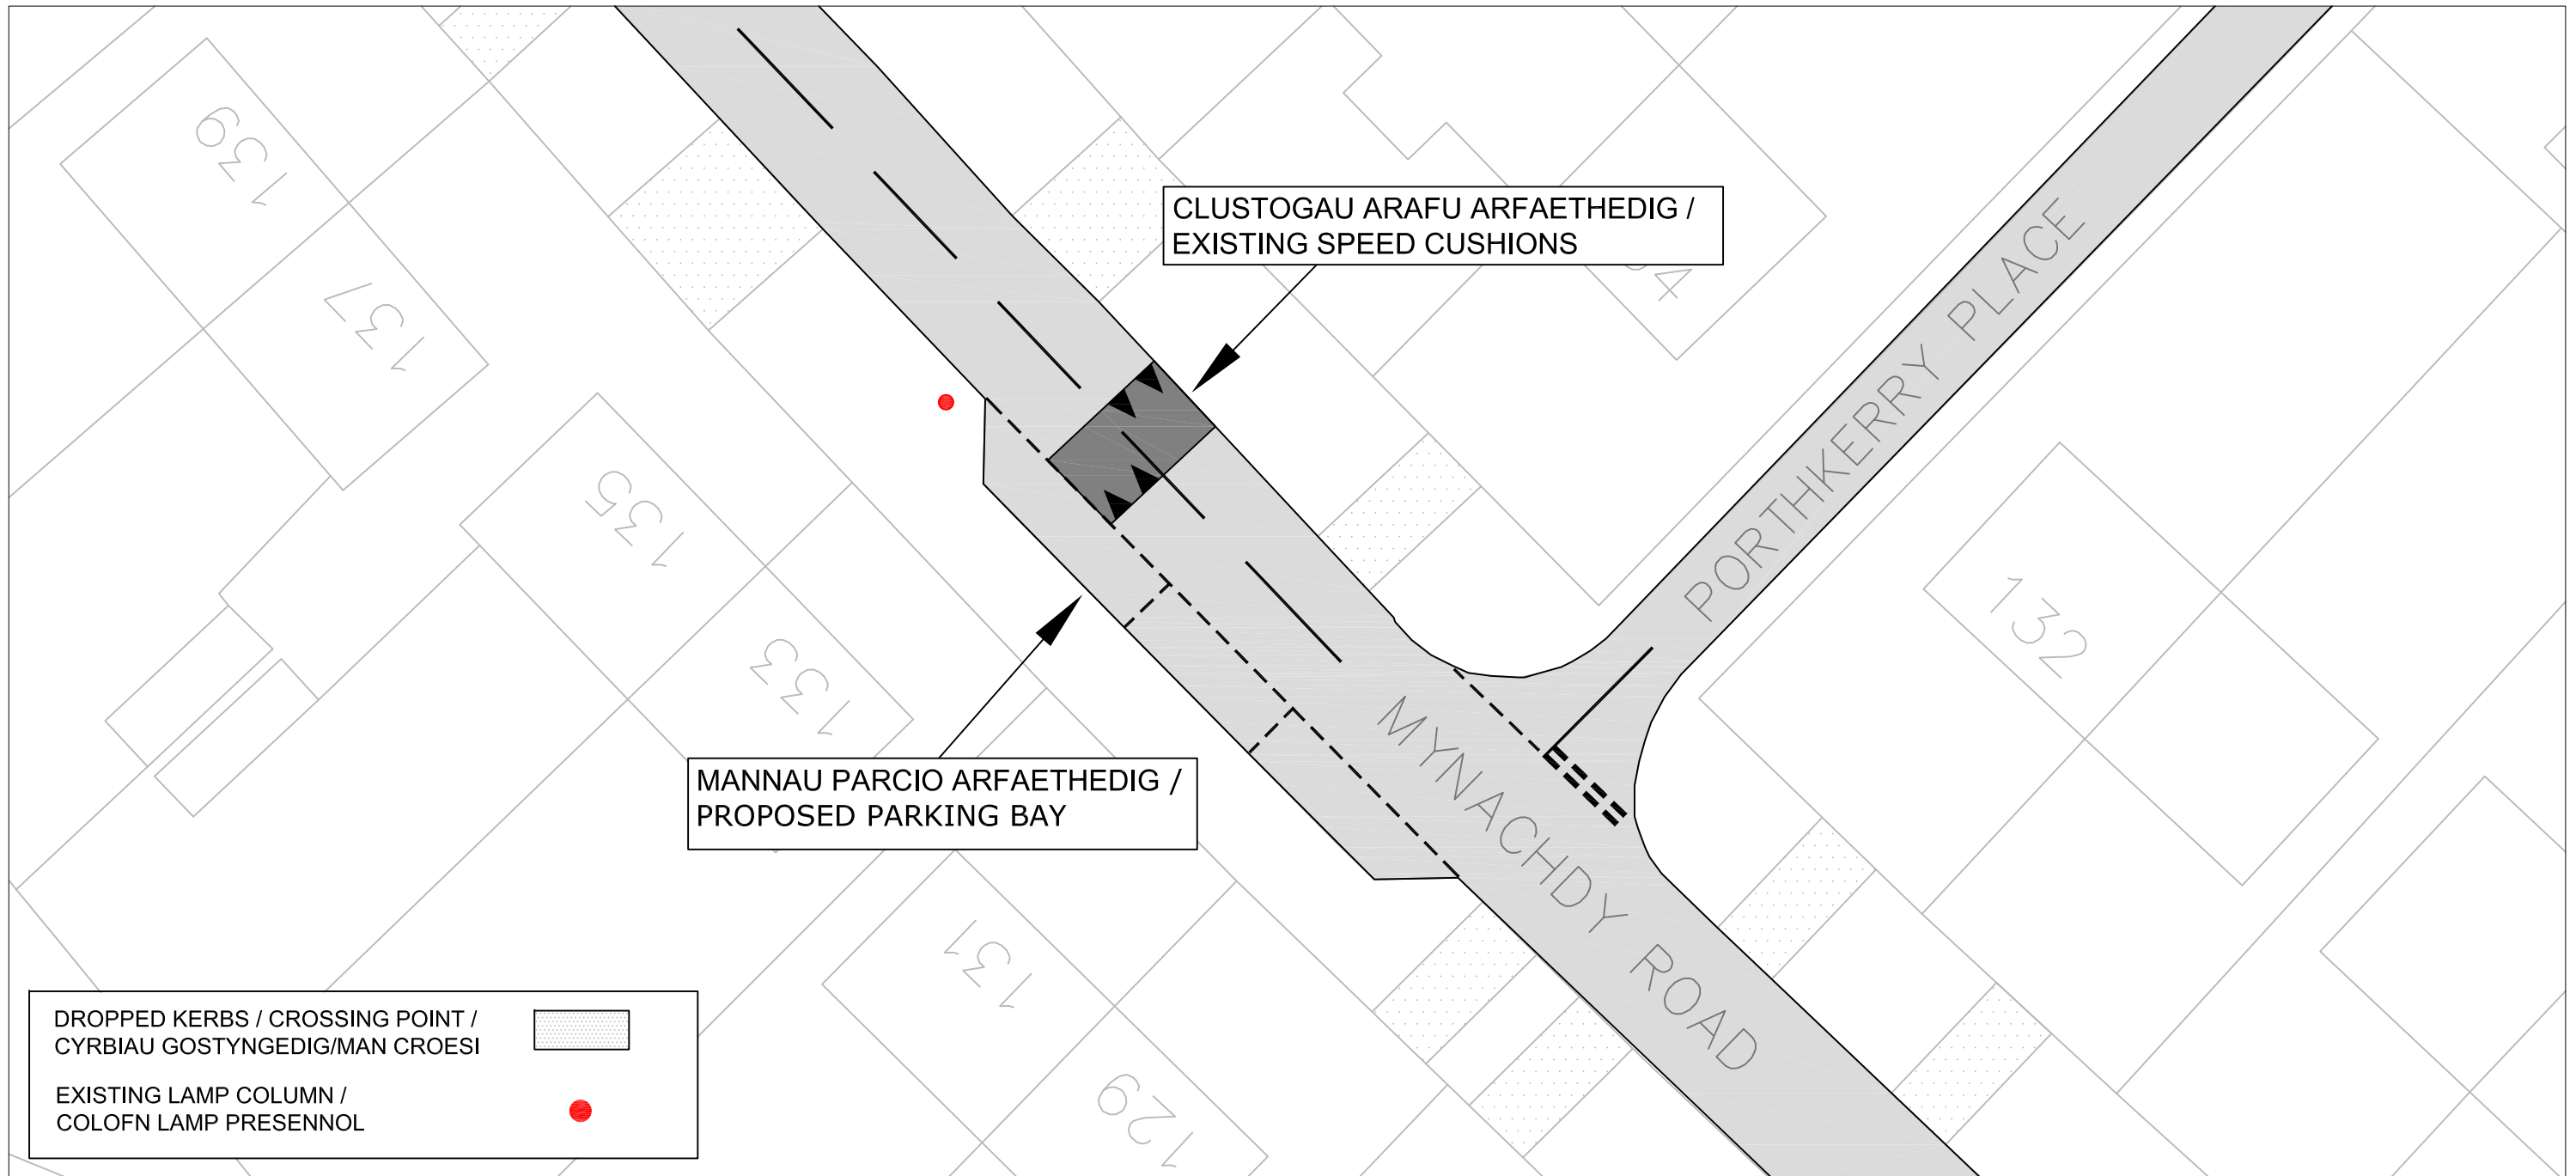 139
137
CLUSTOGAU ARAFU ARFAETHEDIG /
EXISTING SPEED CUSHIONS
PORTHKERRY PLACE
135
133
132
MANNAU PARCIO ARFAETHEDIG /
PROPOSED PARKING BAY
MYNACHDY ROAD
131
129
DROPPED KERBS / CROSSING POINT /
CYRBIAU GOSTYNGEDIG/MAN CROESI
EXISTING LAMP COLUMN /
COLOFN LAMP PRESENNOL